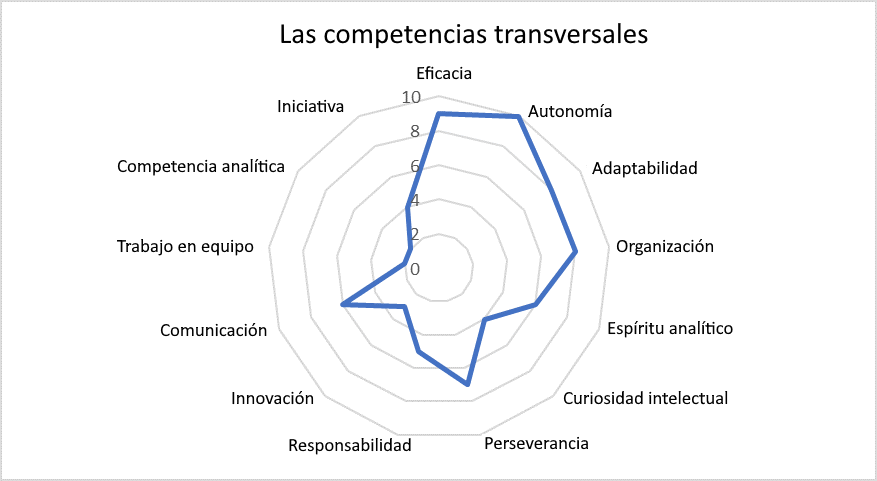 Las competencias transversales
Eficacia
Autonomía
Adaptabilidad
Organización
Espíritu analítico
Curiosidad intelectual
Perseverancia
Responsabilidad
Innovación
Comunicación
Trabajo en equipo
Competencia analítica
Iniciativa
10
8
6
4
2
0